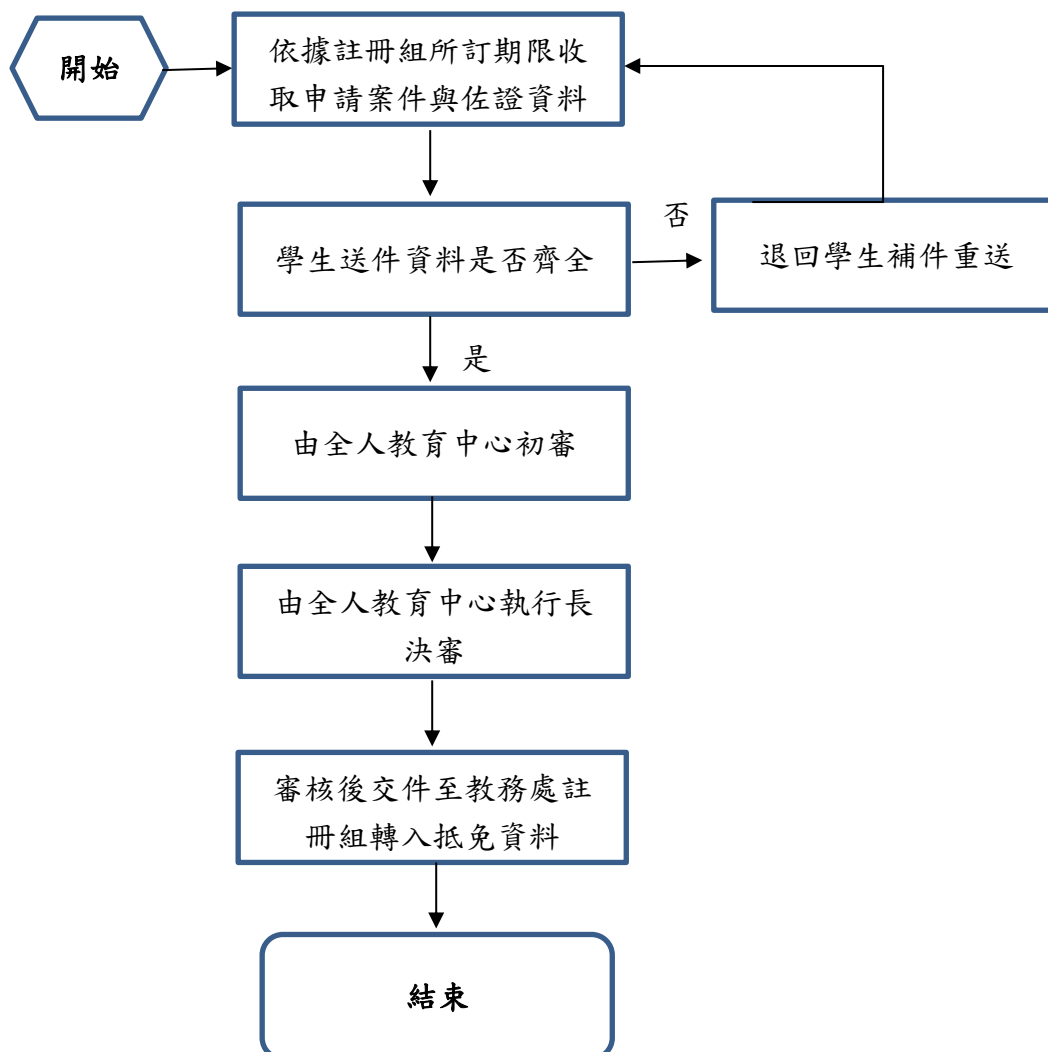 開始
依據註冊組所訂期限收
取申請案件與佐證資料
學生送件資料是否齊全
否
退回學生補件重送
是
由全人教育中心初審
由全人教育中心執行長
決審
審核後交件至教務處註
冊組轉入抵免資料
結束